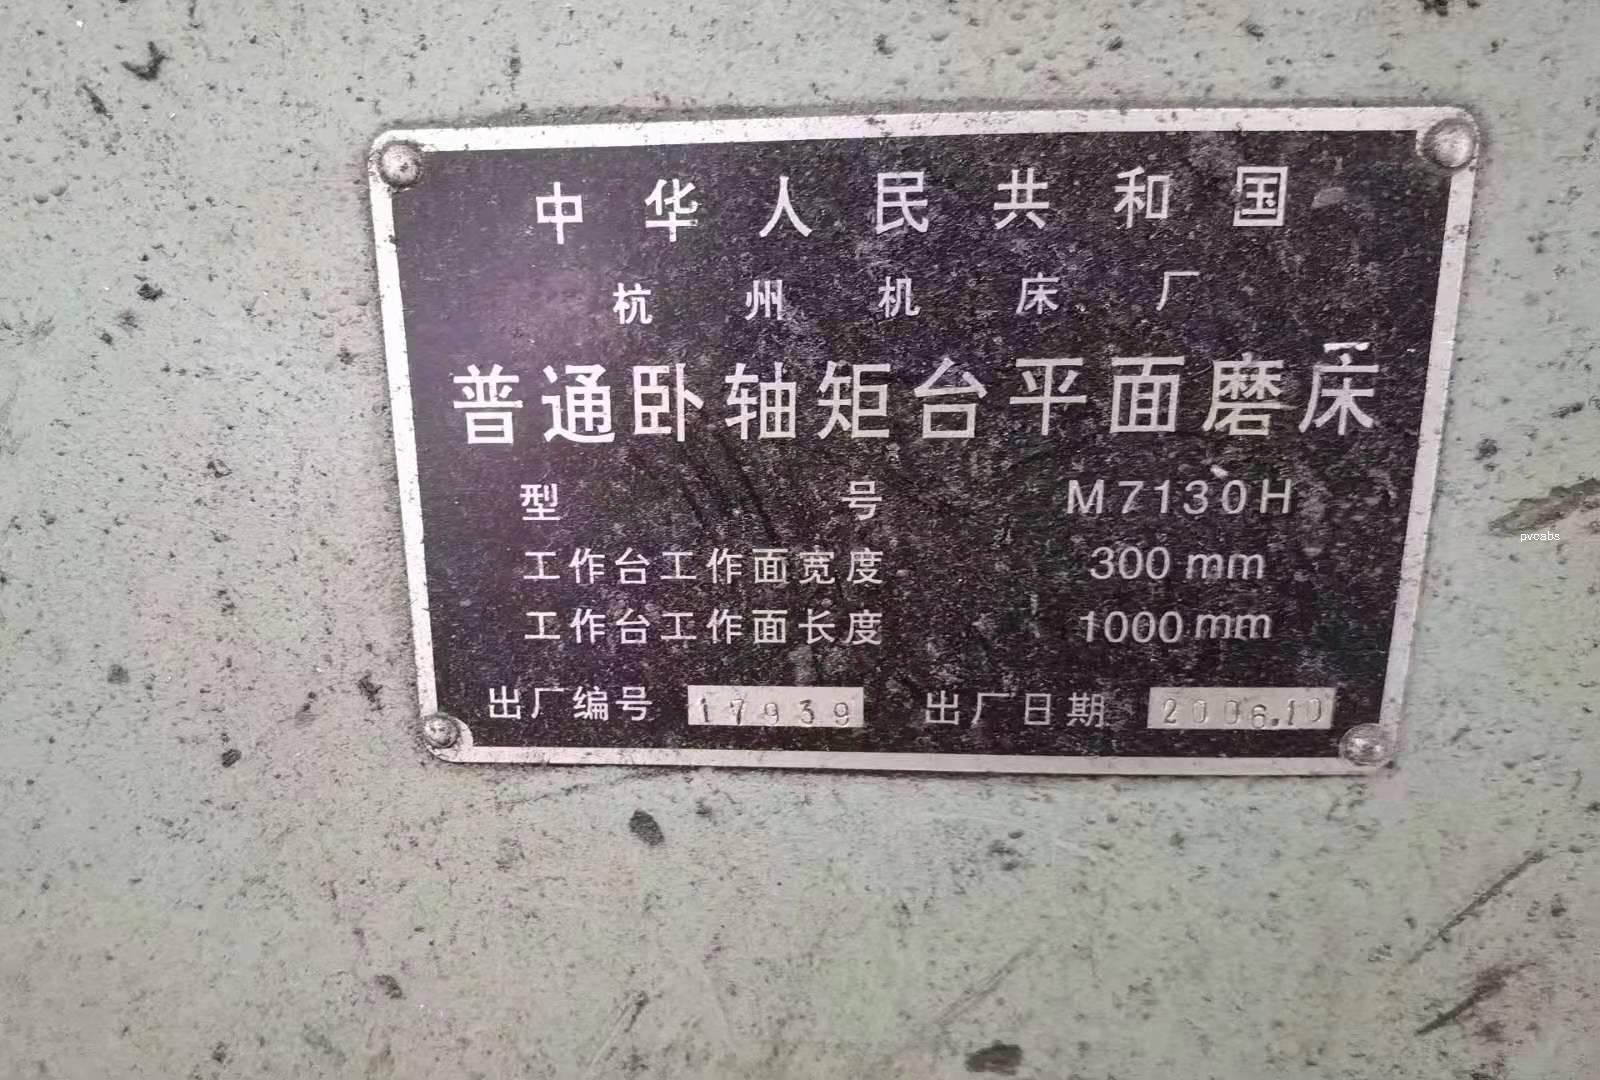 中华人民共和国
杭州机床厂
普通卧轴矩台平面磨床
型号 M7130H
工作台工作面宽度 300 mm
工作台工作面长度 1000 mm
出厂编号 17939 出厂日期 2006.10
pvcabs